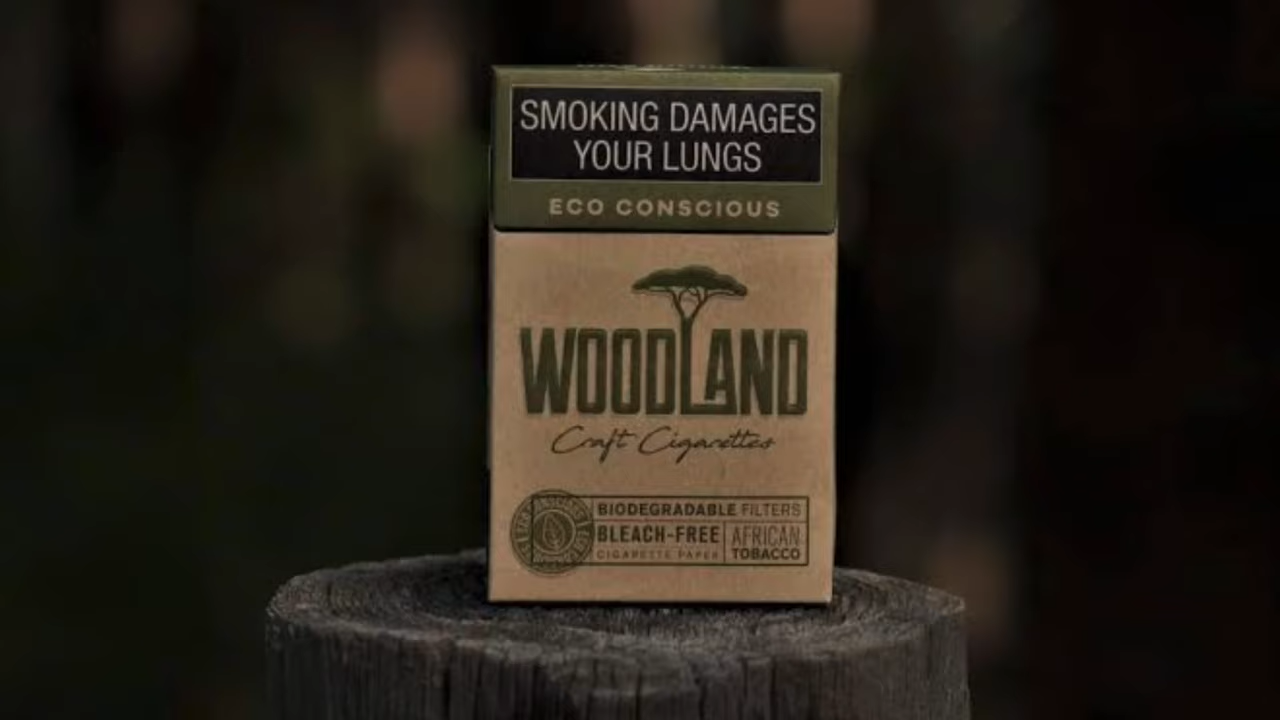 SMOKING DAMAGES
YOUR LUNGS
ECO CONSCIOUS
WOODLAND
Craft Cigarettes
BIODEGRADABLE FILTERS
BLEACH-FREE
CIGARETTE PAPER
AFRICAN
TOBACCO